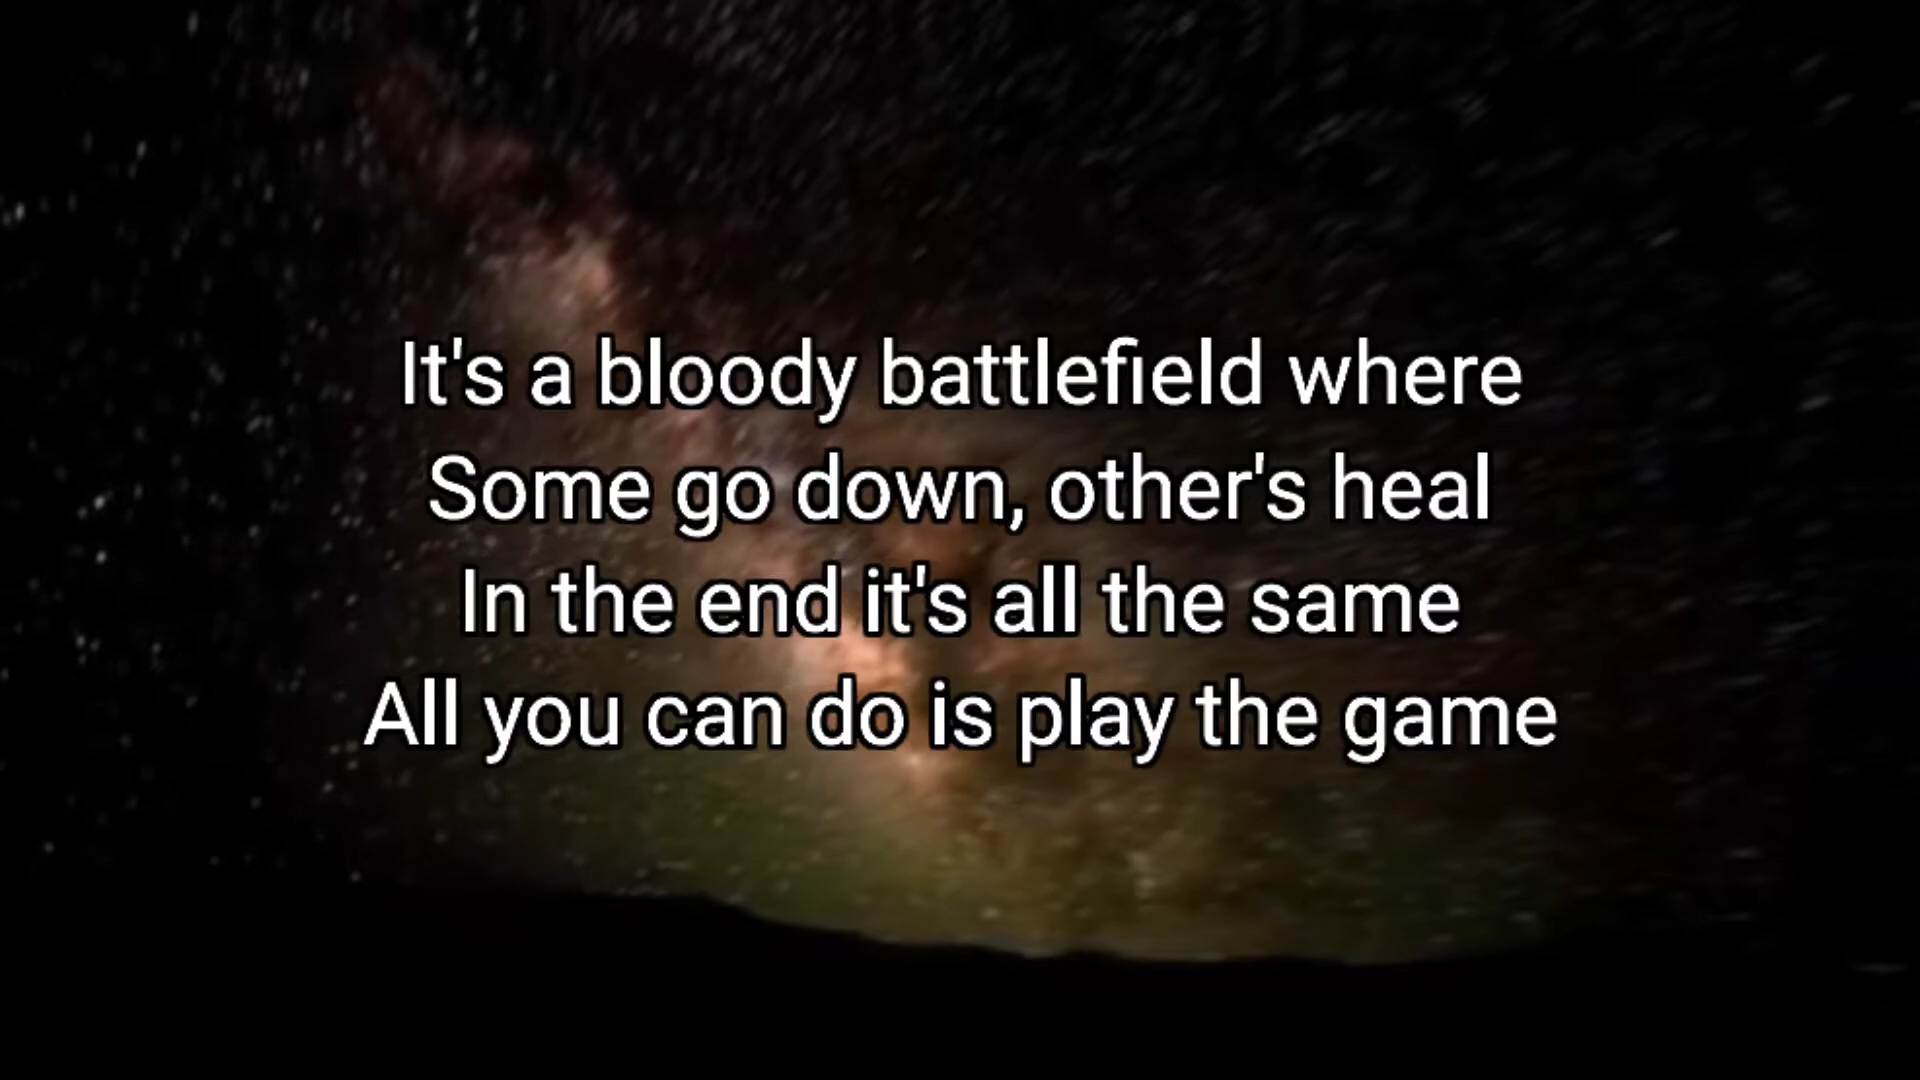 It's a bloody battlefield where
Some go down, other's heal
In the end it's all the same
All you can do is play the game